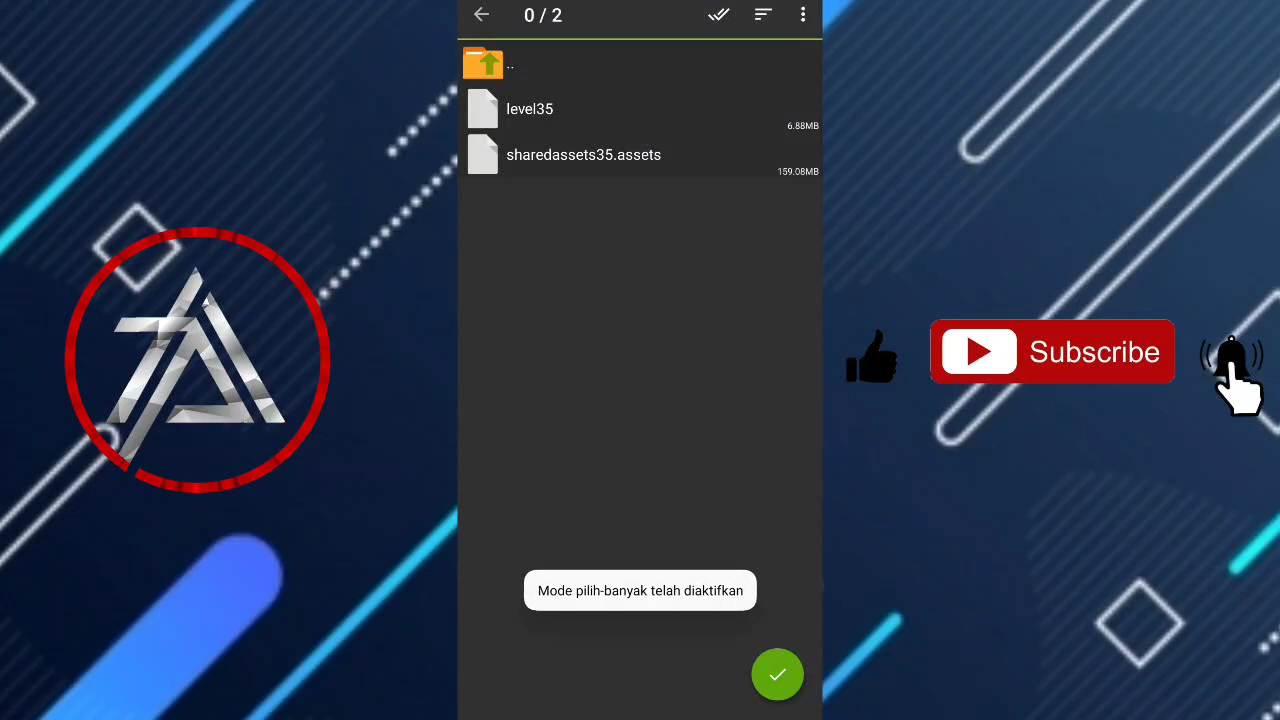 0 / 2
..
level35
6.88MB
sharedassets35.assets
159.08MB
Subscribe
Mode pilih-banyak telah diaktifkan